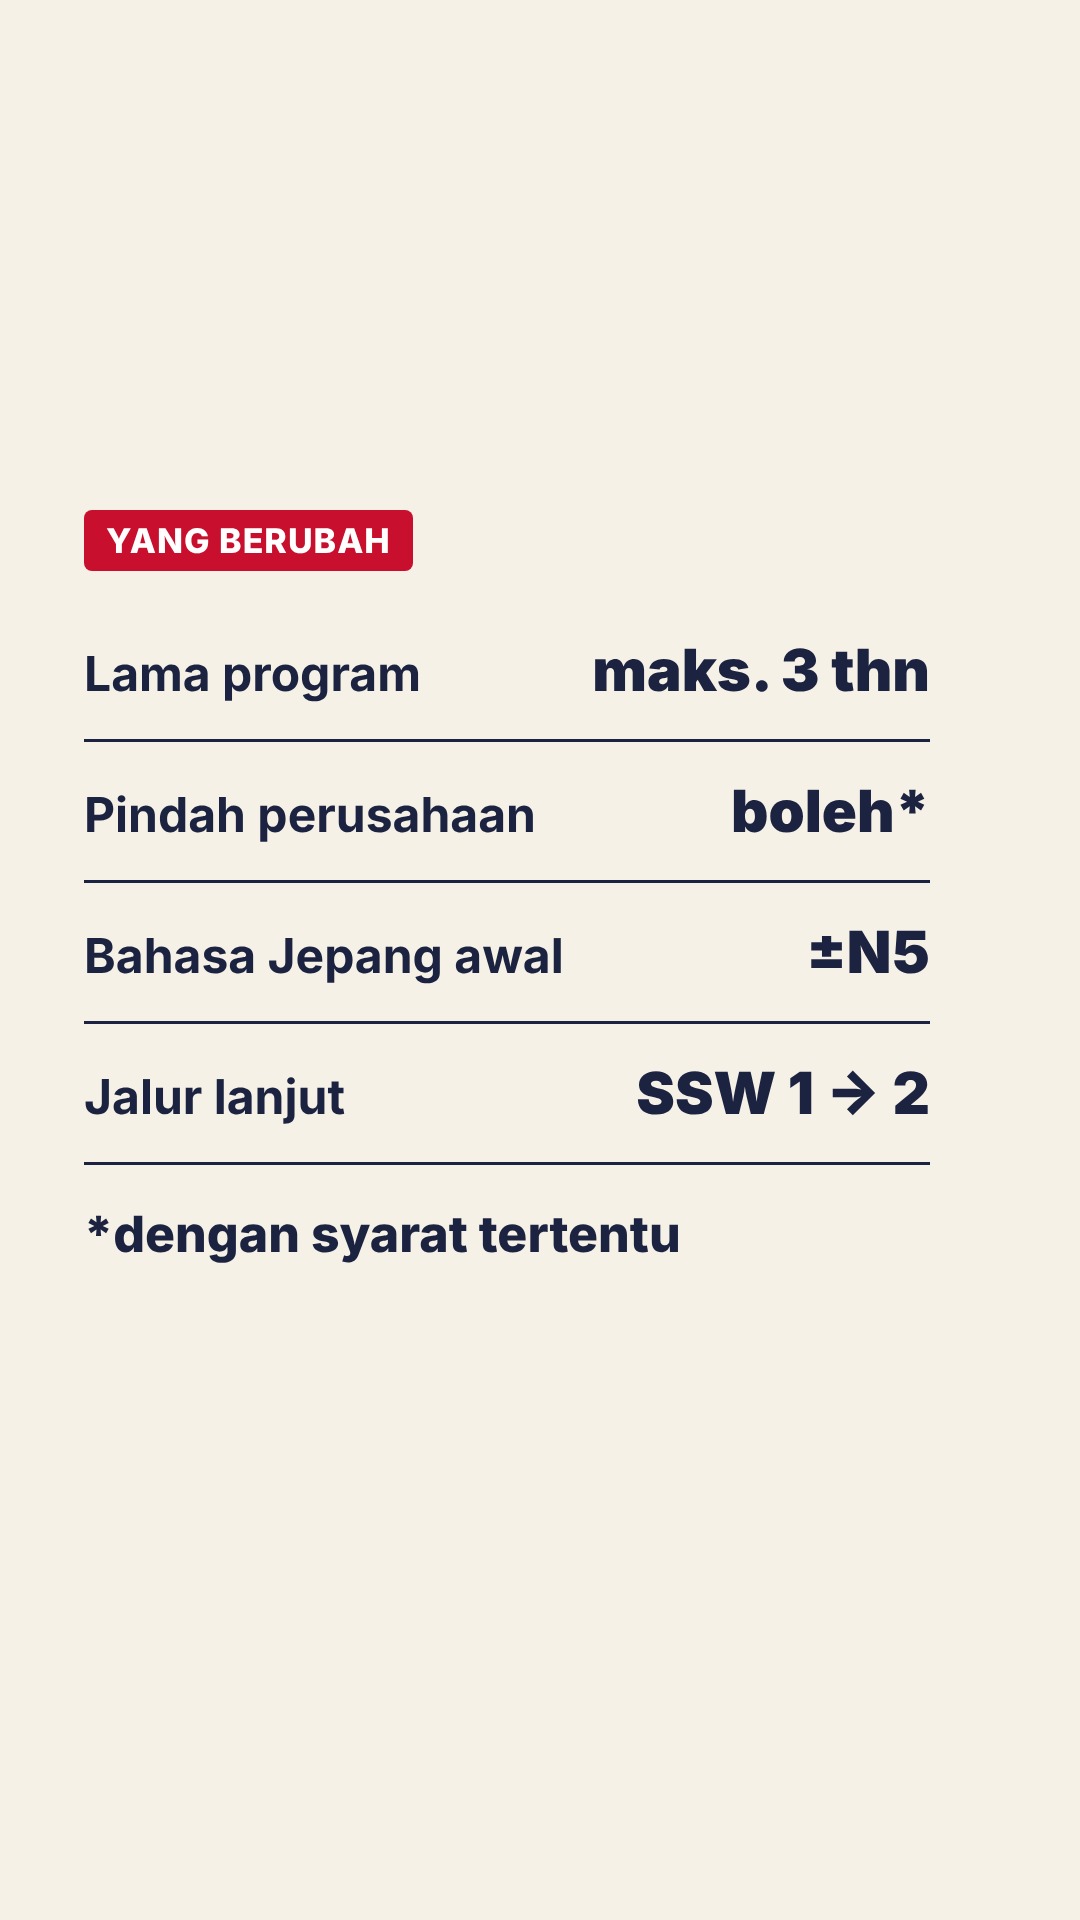 YANG BERUBAH
Lama program maks. 3 thn
Pindah perusahaan boleh*
Bahasa Jepang awal ±N5
Jalur lanjut SSW 1 → 2
*dengan syarat tertentu